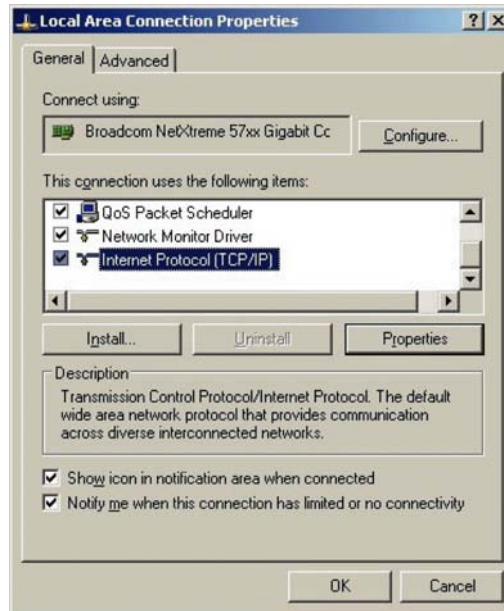 Local Area Connection Properties
General
Advanced
Connect using:
Broadcom NetXtreme 57xx Gigabit Cc
Configure...
This connection uses the following items:
QoS Packet Scheduler
Network Monitor Driver
Internet Protocol (TCP/IP)
Install...
Uninstall
Properties
Description
Transmission Control Protocol/Internet Protocol. The default
wide area network protocol that provides communication
across diverse interconnected networks.
Show icon in notification area when connected
Notify me when this connection has limited or no connectivity
OK
Cancel